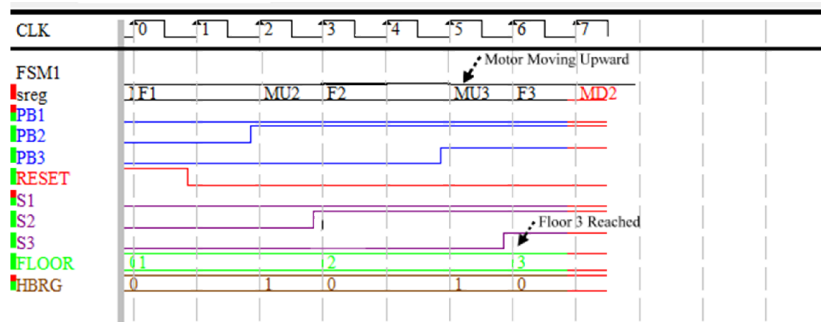 CLK 0 1 2 3 4 5 6 7
Motor Moving Upward
FSM1
sreg F1 MU2 F2 MU3 F3 MD2
PB1
PB2
PB3
RESET
S1
S2
Floor 3 Reached
S3
FLOOR 1 2 3
HBRG 0 1 0 1 0